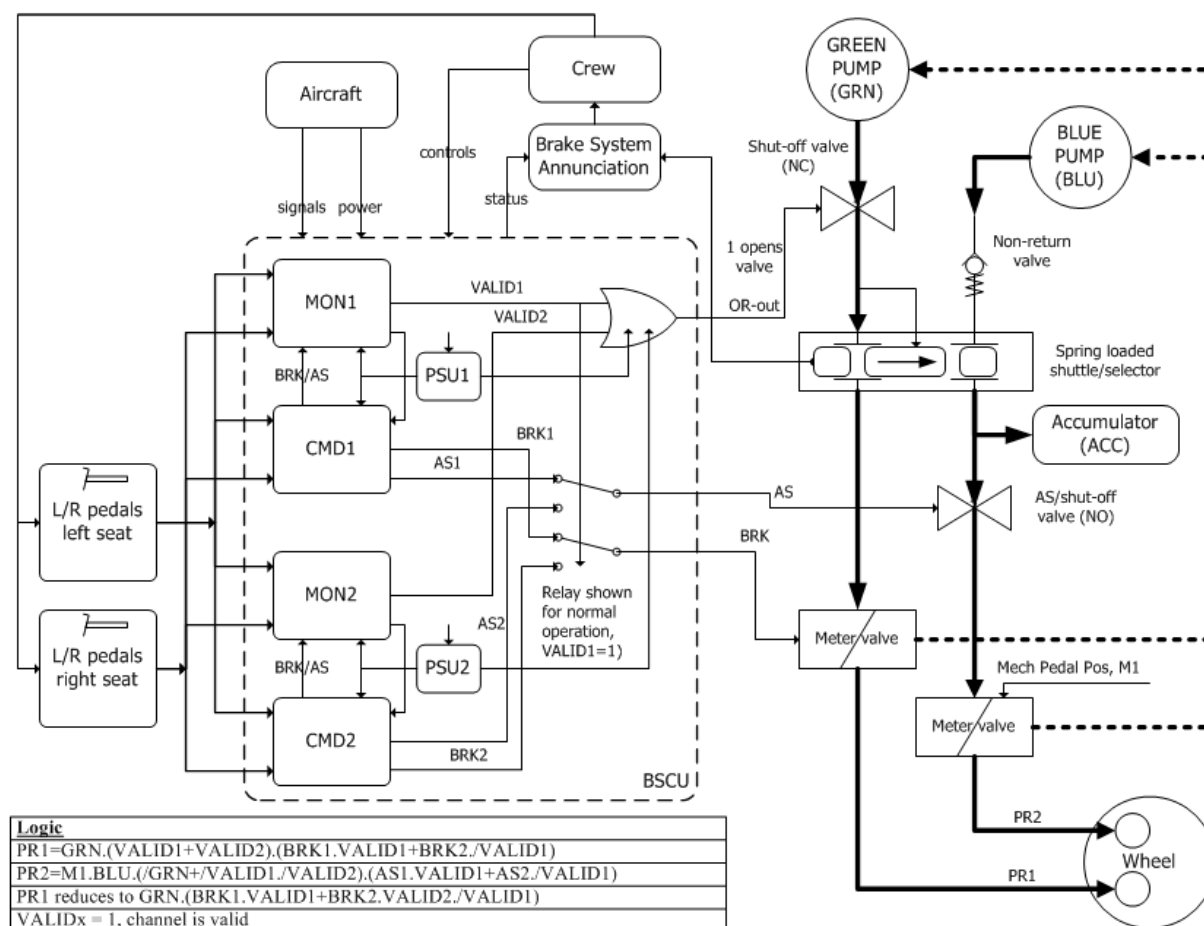 GREEN
PUMP
(GRN)
Crew
Aircraft
BLUE
PUMP
(BLU)
Shut-off valve
(NC)
controls
Brake System
Annunciation
signals
power
status
Non-return
valve
1 opens
valve
MON1
VALID1
VALID2
OR-out
PSU1
Spring loaded
shuttle/selector
BRK/AS
CMD1
BRK1
AS1
Accumulator
(ACC)
L/R pedals
left seat
AS
AS/shut-off
valve (NO)
BRK
MON2
Relay shown
for normal
operation,
VALID1=1)
AS2
L/R pedals
right seat
BRK/AS
PSU2
Meter valve
Mech Pedal Pos, M1
CMD2
Meter valve
BRK2
BSCU
PR2
Wheel
PR1
Logic
PR1=GRN.(VALID1+VALID2).(BRK1.VALID1+BRK2./VALID1)
PR2=M1.BLU.(/GRN+/VALID1./VALID2).(AS1.VALID1+AS2./VALID1)
PR1 reduces to GRN.(BRK1.VALID1+BRK2.VALID2./VALID1)
VALIDx = 1, channel is valid